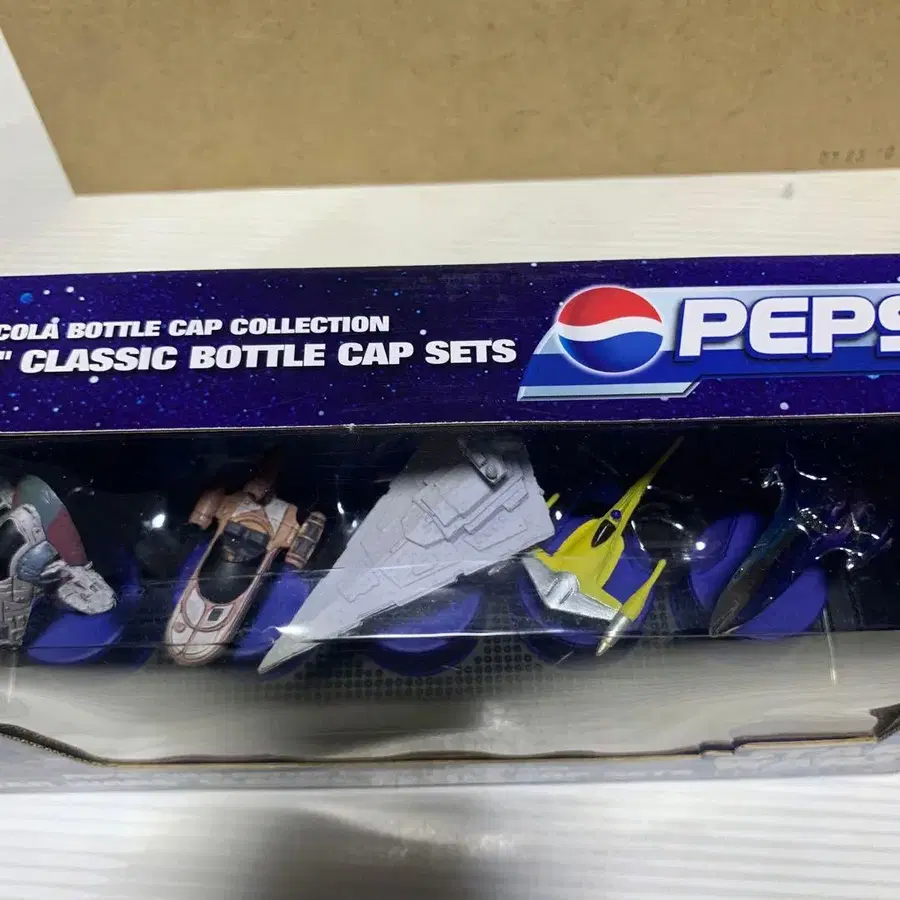 COLA BOTTLE CAP COLLECTION
" CLASSIC BOTTLE CAP SETS
PEPS